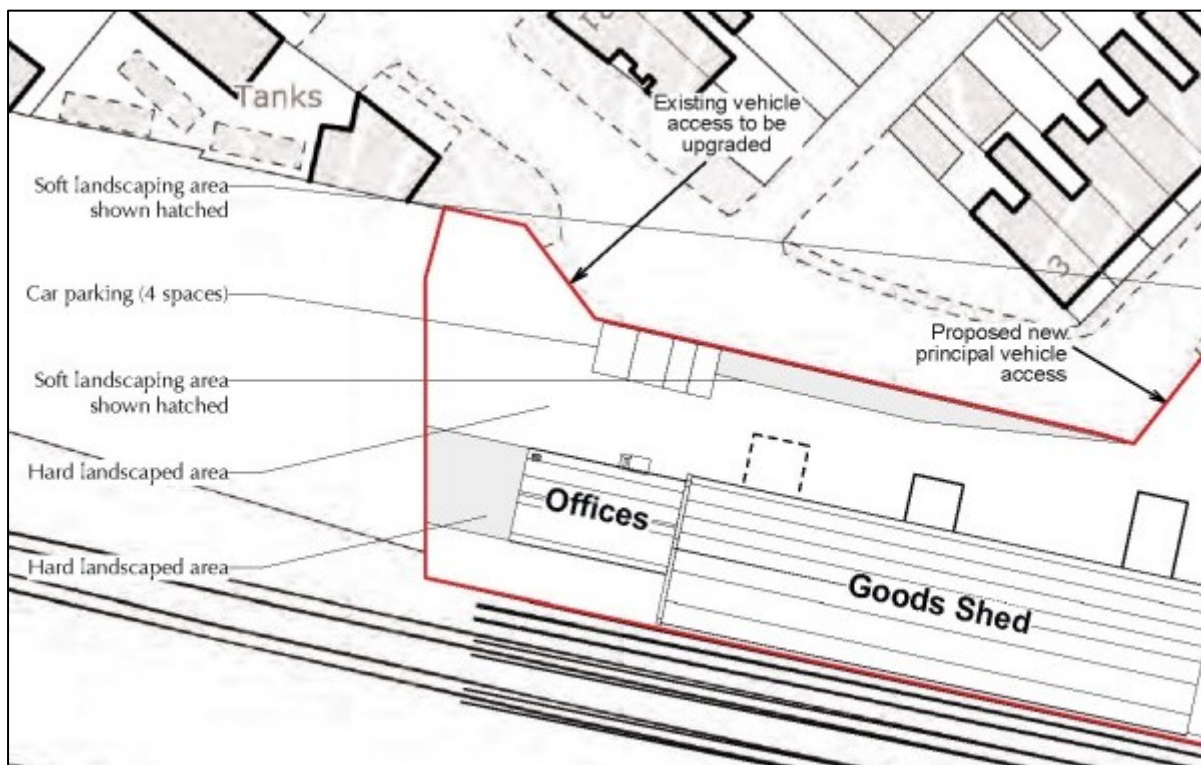 Tanks
Existing vehicle
access to be
upgraded
Soft landscaping area
shown hatched
Car parking (4 spaces)
3
Proposed new
principal vehicle
access
Soft landscaping area
shown hatched
Hard landscaped area
Offices
Hard landscaped area
Goods Shed